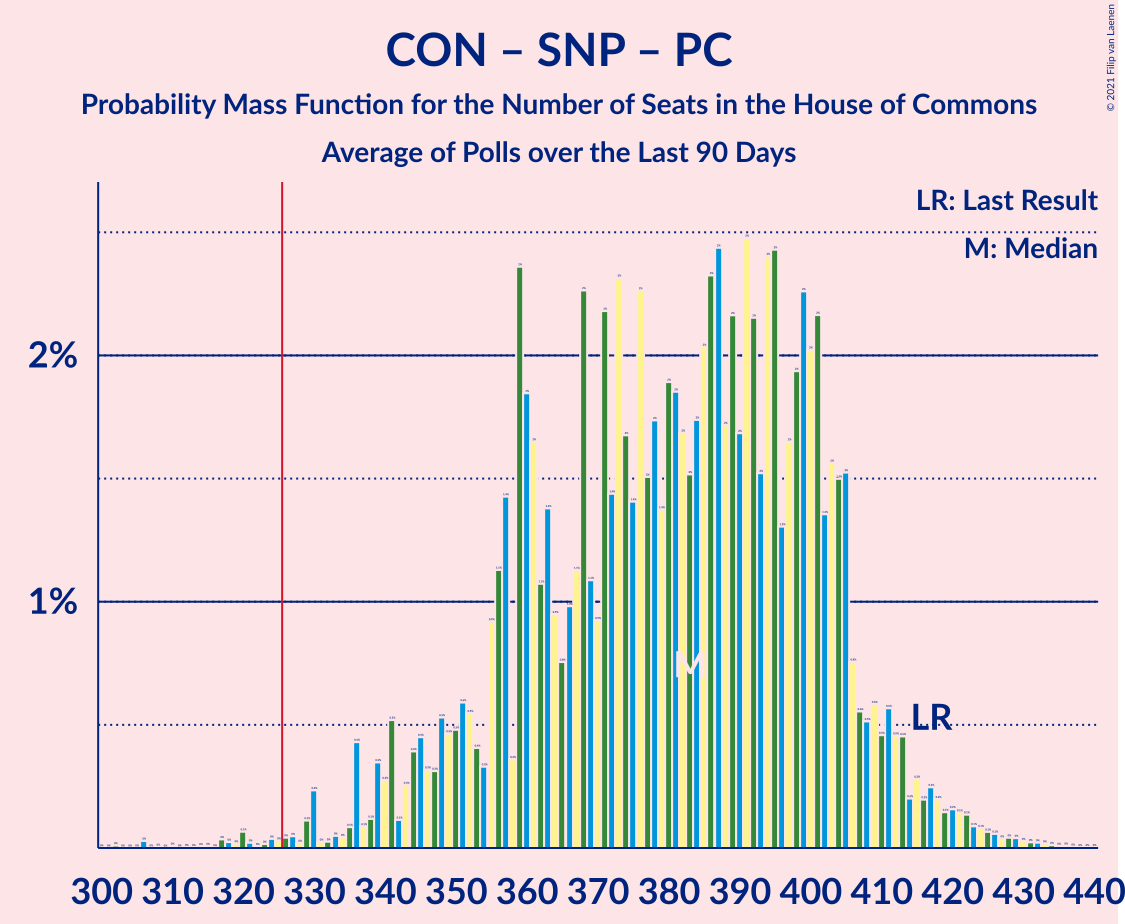 CON – SNP – PC
Probability Mass Function for the Number of Seats in the House of Commons
Average of Polls over the Last 90 Days
© 2021 Filip van Laenen
LR: Last Result
M: Median
2%
1%
M
LR
300 310 320 330 340 350 360 370 380 390 400 410 420 430 440